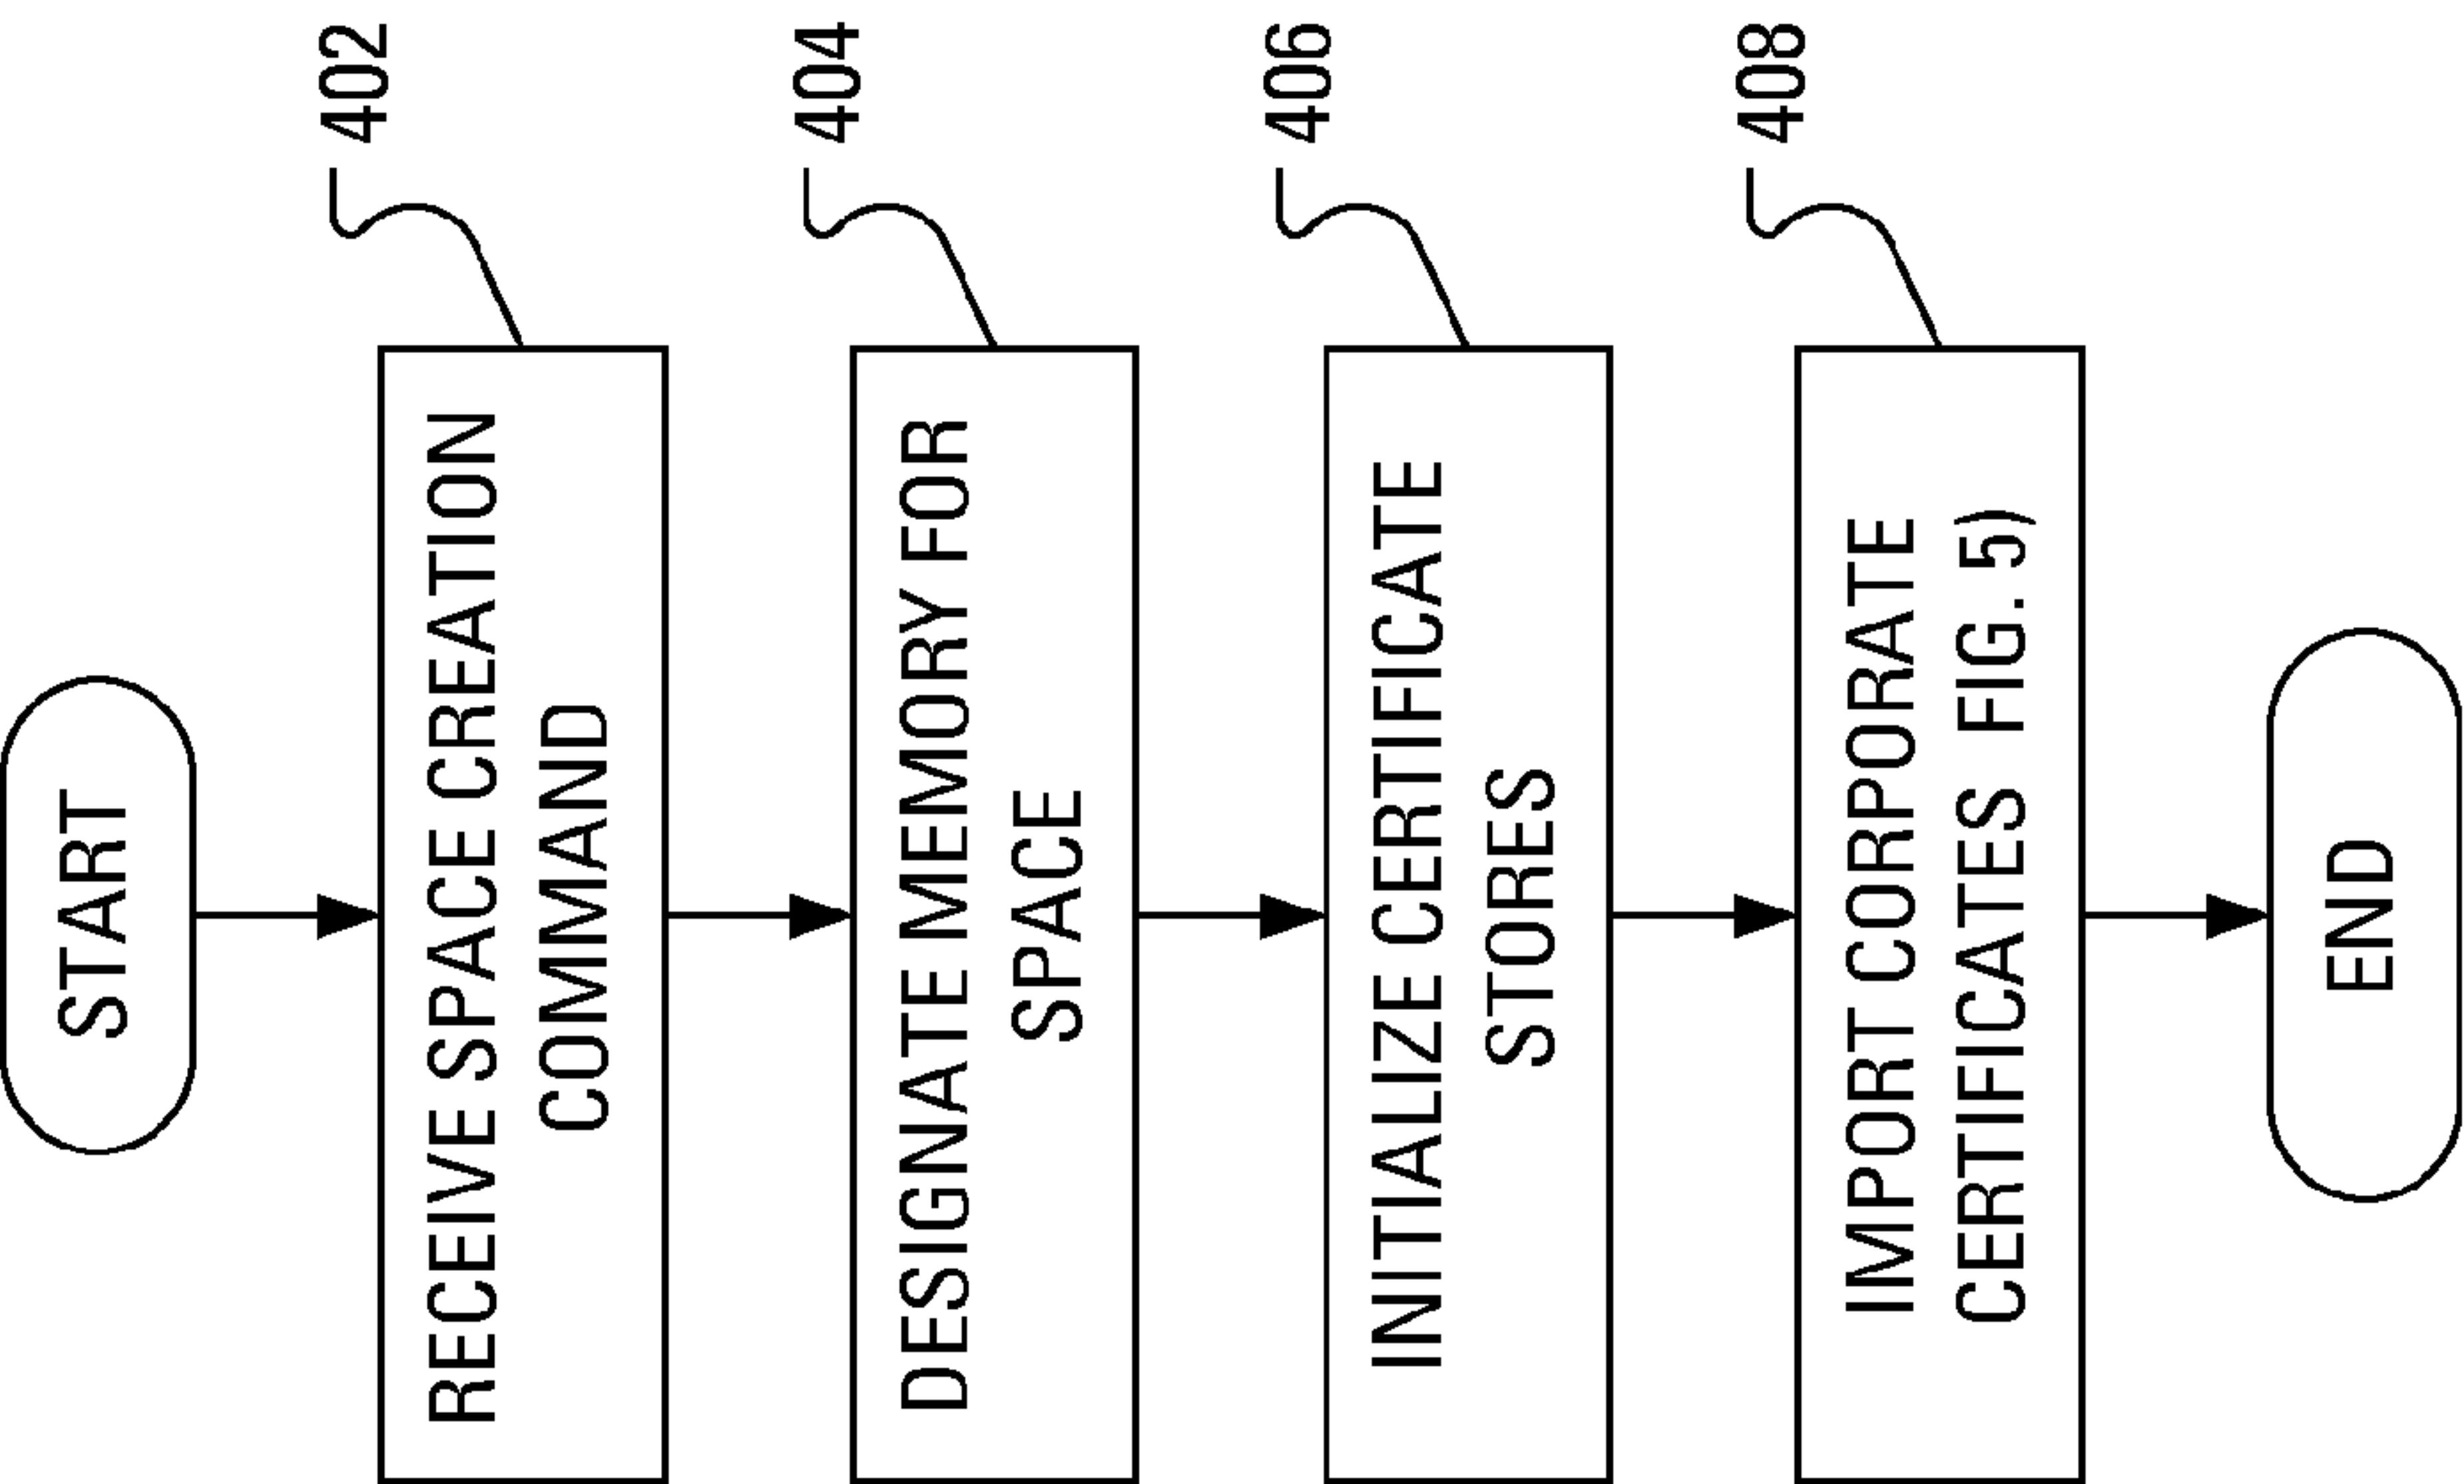 START
402
RECEIVE SPACE CREATION
COMMAND
404
DESIGNATE MEMORY FOR
SPACE
406
INITIALIZE CERTIFICATE
STORES
408
IMPORT CORPORATE
CERTIFICATES FIG. 5)
END